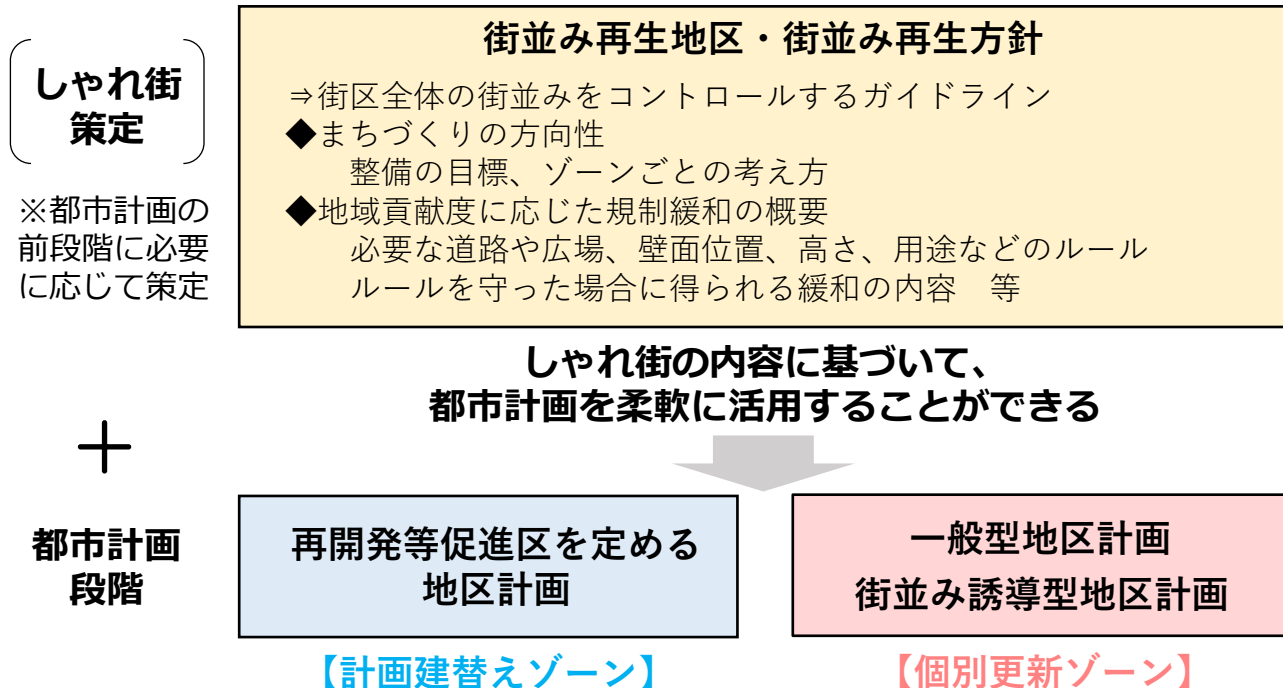 しゃれ街
策定
※都市計画の
前段階に必要
に応じて策定
街並み再生地区・街並み再生方針
⇒街区全体の街並みをコントロールするガイドライン
◆まちづくりの方向性
整備の目標、ゾーンごとの考え方
◆地域貢献度に応じた規制緩和の概要
必要な道路や広場、壁面位置、高さ、用途などのルール
ルールを守った場合に得られる緩和の内容　等
しゃれ街の内容に基づいて、
都市計画を柔軟に活用することができる
＋
都市計画
段階
再開発等促進区を定める
地区計画
【計画建替えゾーン】
一般型地区計画
街並み誘導型地区計画
【個別更新ゾーン】